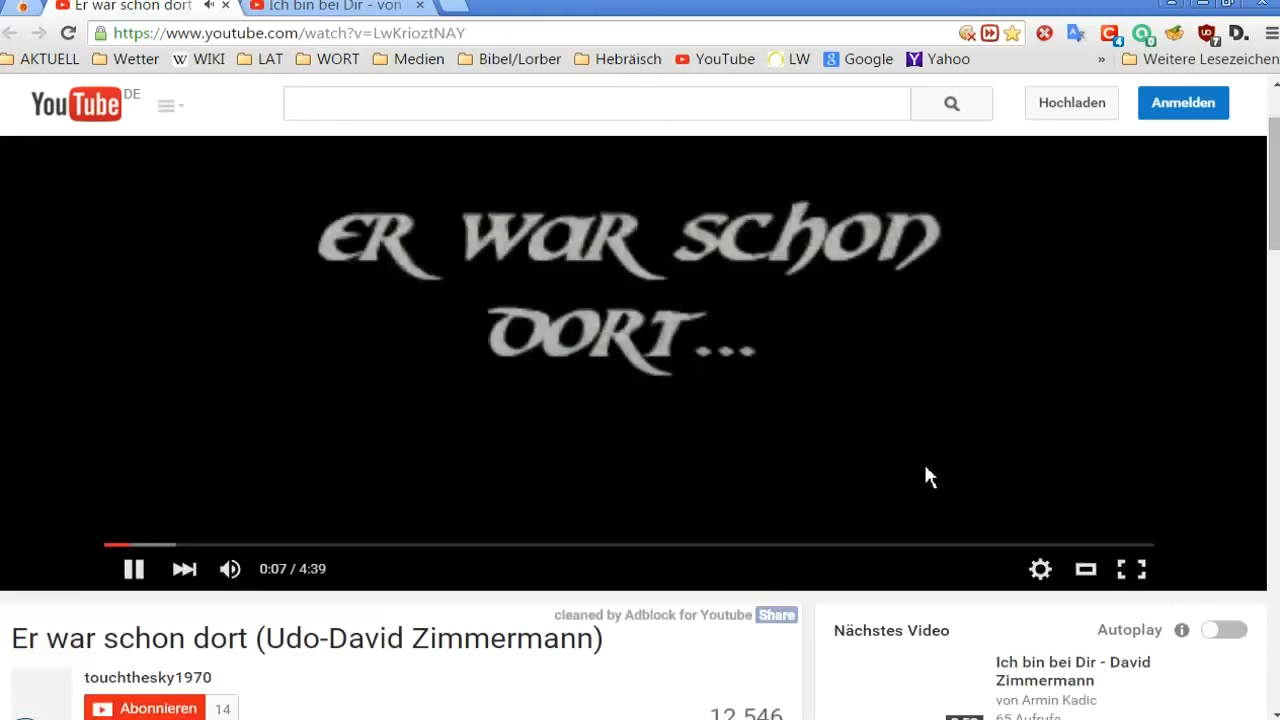 Er war schon dort
Ich bin bei Dir - von
https://www.youtube.com/watch?v=LwKrioztNAY
AKTUELL Wetter WIKI LAT WORT Medien Bibel/Lorber Hebräisch YouTube LW Google Yahoo » Weitere Lesezeichen
YouTube DE
Hochladen
Anmelden
ER WAR SCHON
DORT...
0:07 / 4:39
cleaned by Adblock for Youtube Share
Er war schon dort (Udo-David Zimmermann)
touchthesky1970
Abonnieren 14
12.546
Nächstes Video
Autoplay
Ich bin bei Dir - David
Zimmermann
von Armin Kadic
65 Aufrufe